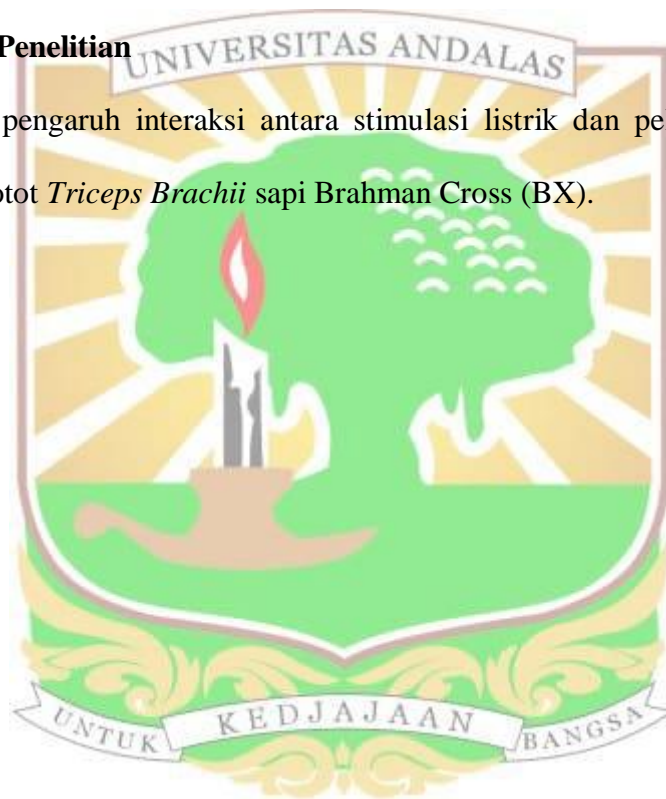 Penelitian
UNIVERSITAS ANDALAS
pengaruh interaksi antara stimulasi listrik dan pe
otot Triceps Brachii sapi Brahman Cross (BX).
UNTUK KEDJAJAAN BANGSA